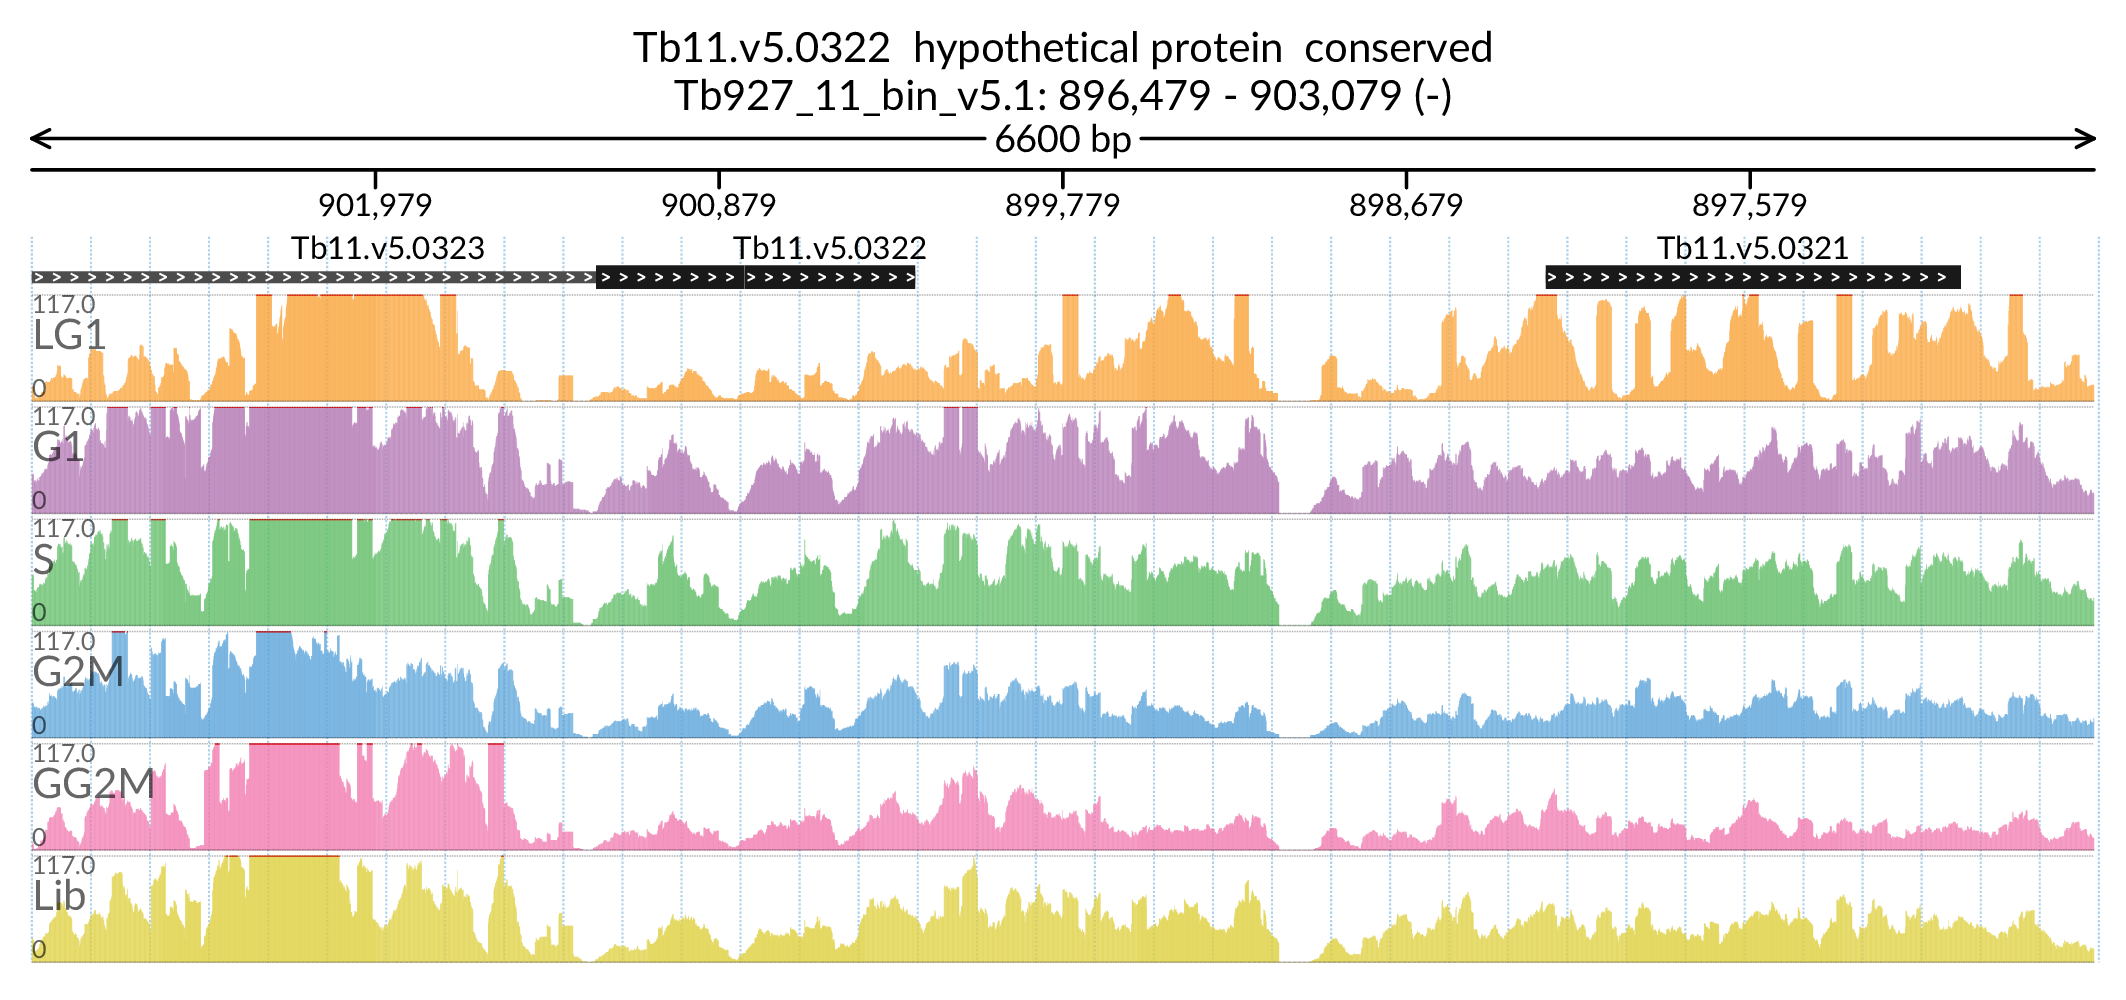 Tb11.v5.0322 hypothetical protein conserved
Tb927_11_bin_v5.1: 896,479 - 903,079 (-)
6600 bp
901,979 900,879 899,779 898,679 897,579
Tb11.v5.0323 Tb11.v5.0322 Tb11.v5.0321
117.0
LG1
0
117.0
G1
0
117.0
S
0
117.0
G2M
0
117.0
GG2M
0
117.0
Lib
0